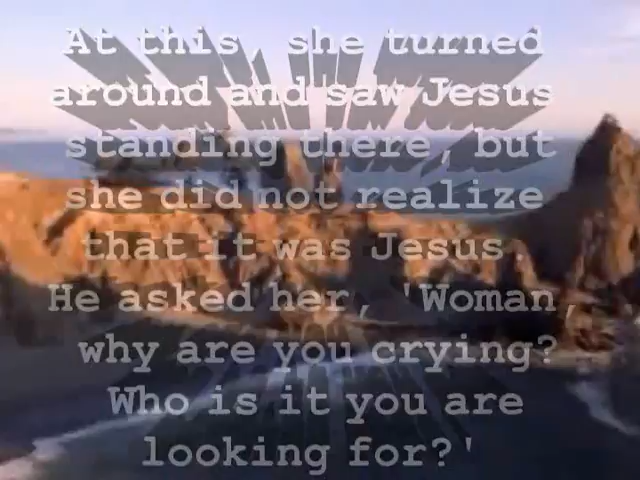 At this, she turned
around and saw Jesus
standing there, but
she did not realize
that it was Jesus.
He asked her, 'Woman,
why are you crying?
Who is it you are
looking for?'